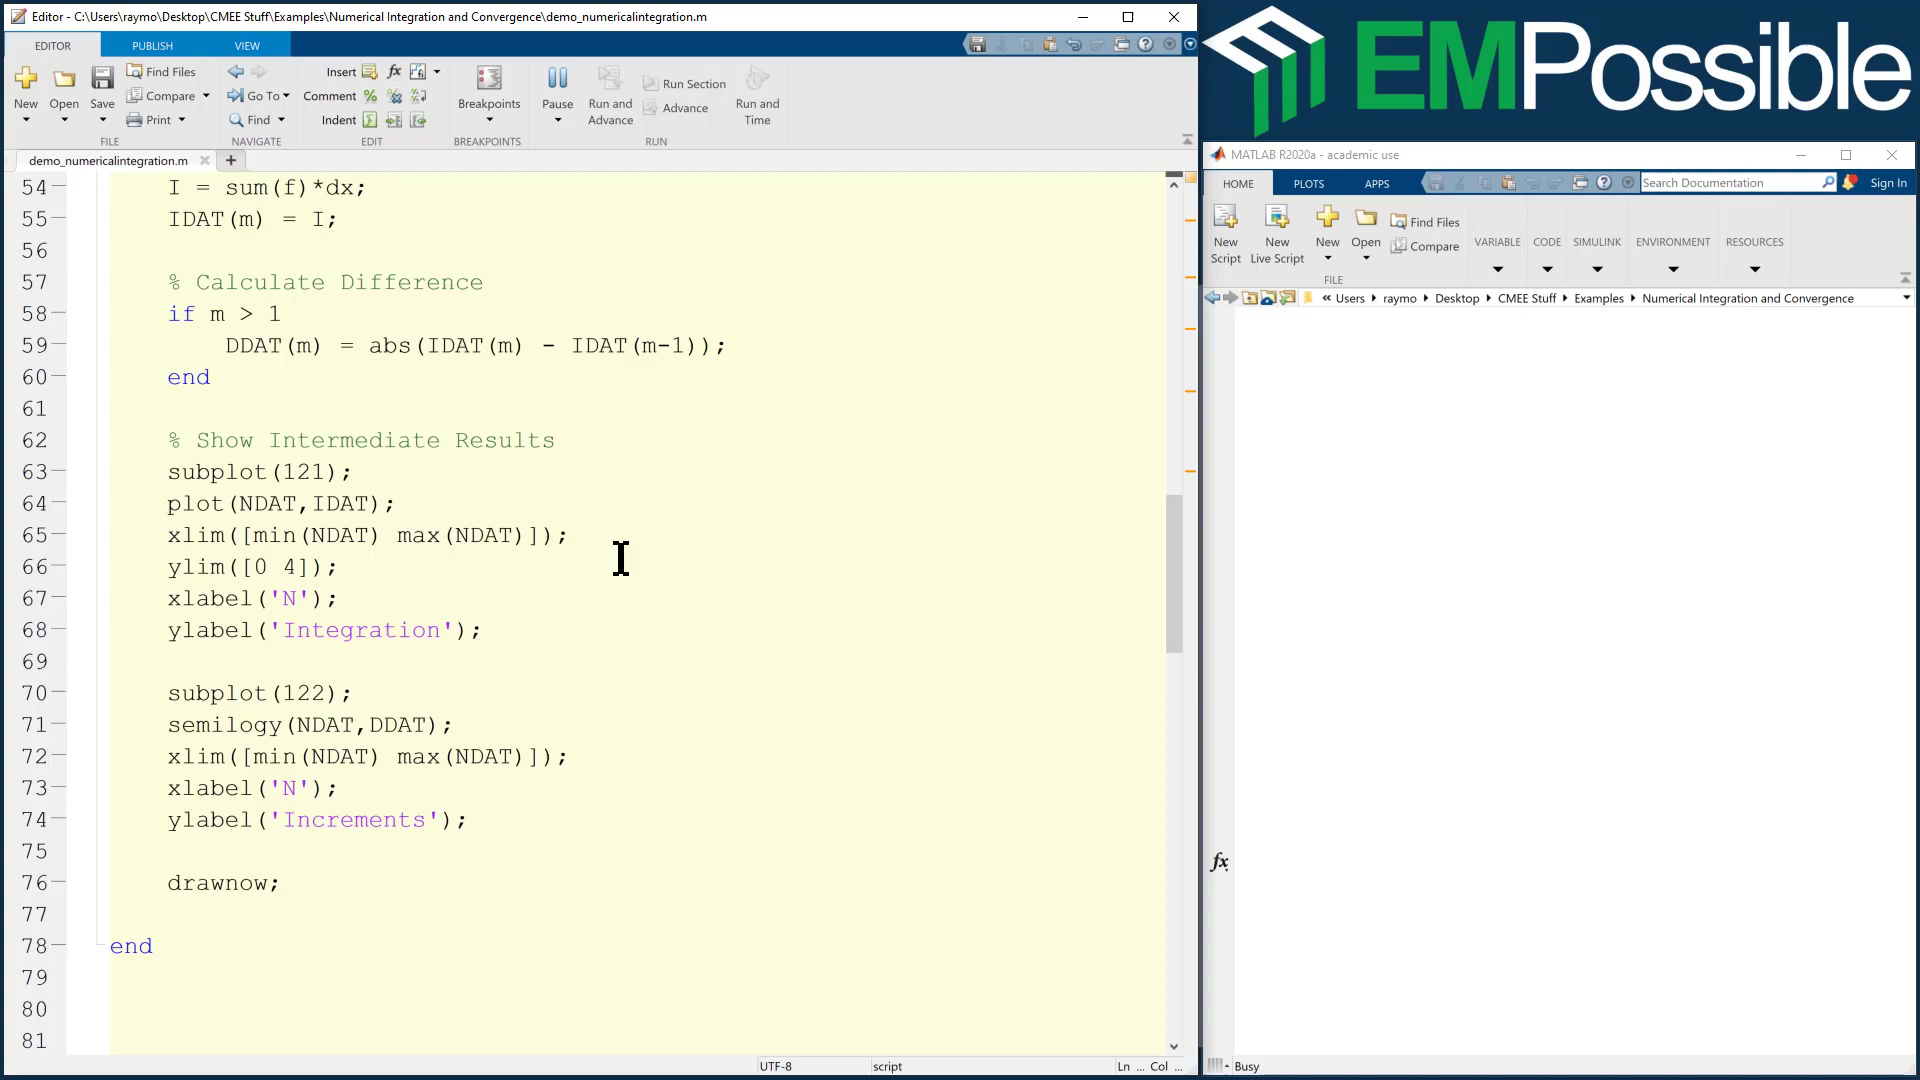 Editor - C:\Users\raymo\Desktop\CMEE Stuff\Examples\Numerical Integration and Convergence\demo_numericalintegration.m
EDITOR PUBLISH VIEW
New Open Save Find Files Compare Print
FILE
Go To Find
NAVIGATE
Insert fx
Comment
Indent
EDIT
Breakpoints
BREAKPOINTS
Pause Run and Advance Run Section Advance Run and Time
RUN
demo_numericalintegration.m
54 I = sum(f)*dx;
55 IDAT(m) = I;
56
57 % Calculate Difference
58 if m > 1
59 DDAT(m) = abs(IDAT(m) - IDAT(m-1));
60 end
61
62 % Show Intermediate Results
63 subplot(121);
64 plot(NDAT,IDAT);
65 xlim([min(NDAT) max(NDAT)]);
66 ylim([0 4]);
67 xlabel('N');
68 ylabel('Integration');
69
70 subplot(122);
71 semilogy(NDAT,DDAT);
72 xlim([min(NDAT) max(NDAT)]);
73 xlabel('N');
74 ylabel('Increments');
75
76 drawnow;
77
78 end
79
80
81
UTF-8 script Ln ... Col ...
EMPossible
MATLAB R2020a - academic use
HOME PLOTS APPS Search Documentation Sign In
New Script New Live Script New Open Find Files Compare
FILE
VARIABLE CODE SIMULINK ENVIRONMENT RESOURCES
« Users raymo Desktop CMEE Stuff Examples Numerical Integration and Convergence
fx
Busy